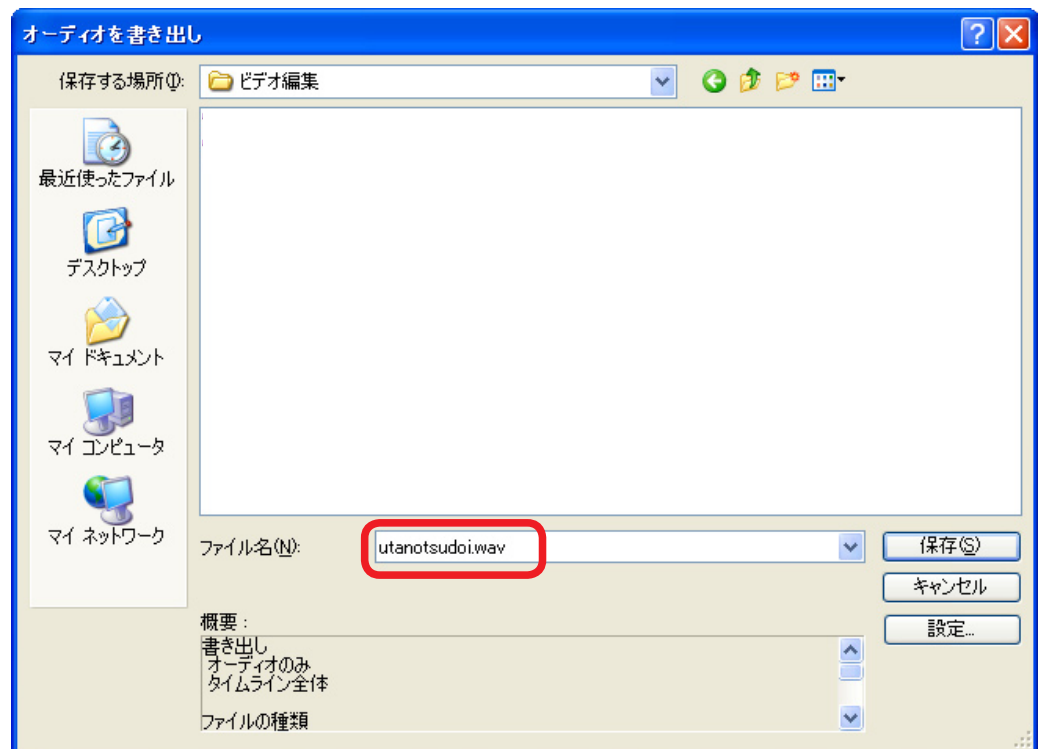 オーディオを書き出し
保存する場所(I):
ビデオ編集
最近使ったファイル
デスクトップ
マイ ドキュメント
マイ コンピュータ
マイ ネットワーク
ファイル名(N):
utanotsudoi.wav
保存(S)
キャンセル
設定...
概要 :
書き出し
オーディオのみ
タイムライン全体
ファイルの種類